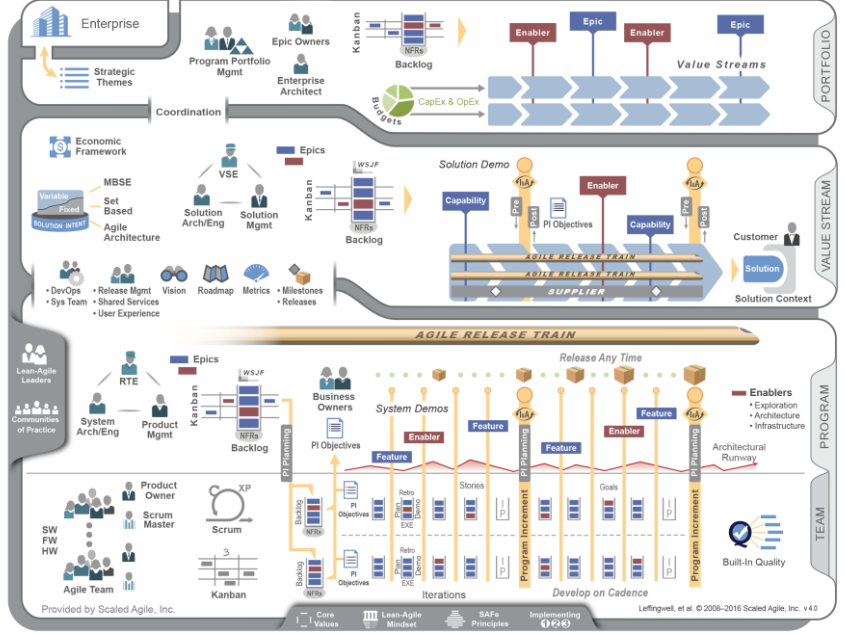 Enterprise
Strategic
Themes
Program Portfolio
Mgmt
Epic Owners
Enterprise
Architect
Kanban
NFRs
Backlog
Enabler
Epic
Enabler
Epic
Value Streams
Budgets
CapEx & OpEx
PORTFOLIO
Coordination
Economic
Framework
Variable
Fixed
SOLUTION INTENT
MBSE
Set
Based
Agile
Architecture
VSE
Solution
Arch/Eng
Solution
Mgmt
Epics
Kanban
WSJF
NFRs
Backlog
Solution Demo
I&A
I&A
Capability
Pre
Post
PI Objectives
Enabler
Capability
Pre
Post
AGILE RELEASE TRAIN
AGILE RELEASE TRAIN
SUPPLIER
Customer
Solution
Solution Context
VALUE STREAM
• DevOps
• Sys Team
• Release Mgmt
• Shared Services
• User Experience
Vision
Roadmap
Metrics
• Milestones
• Releases
AGILE RELEASE TRAIN
Lean-Agile
Leaders
Communities
of Practice
RTE
System
Arch/Eng
Product
Mgmt
Epics
Kanban
WSJF
NFRs
Backlog
PI Planning
Business
Owners
PI Objectives
Release Any Time
System Demos
Feature
Enabler
Feature
I&A
PI Planning
Feature
Enabler
Feature
I&A
PI Planning
Enablers
• Exploration
• Architecture
• Infrastructure
Architectural
Runway
PROGRAM
SW
FW
HW
Agile Team
Product
Owner
Scrum
Master
XP
Scrum
3
Kanban
Backlog
NFRs
PI
Objectives
Plan
Retro
Demo
EXE
Stories
I
P
Program Increment
Goals
I
P
Program Increment
Backlog
NFRs
PI
Objectives
Plan
Retro
Demo
EXE
I
P
I
P
Iterations
Develop on Cadence
Built-In Quality
TEAM
Provided by Scaled Agile, Inc.
Leffingwell, et al. © 2008–2016 Scaled Agile, Inc. v 4.0
Core
Values
Lean-Agile
Mindset
SAFe
Principles
Implementing
1 2 3